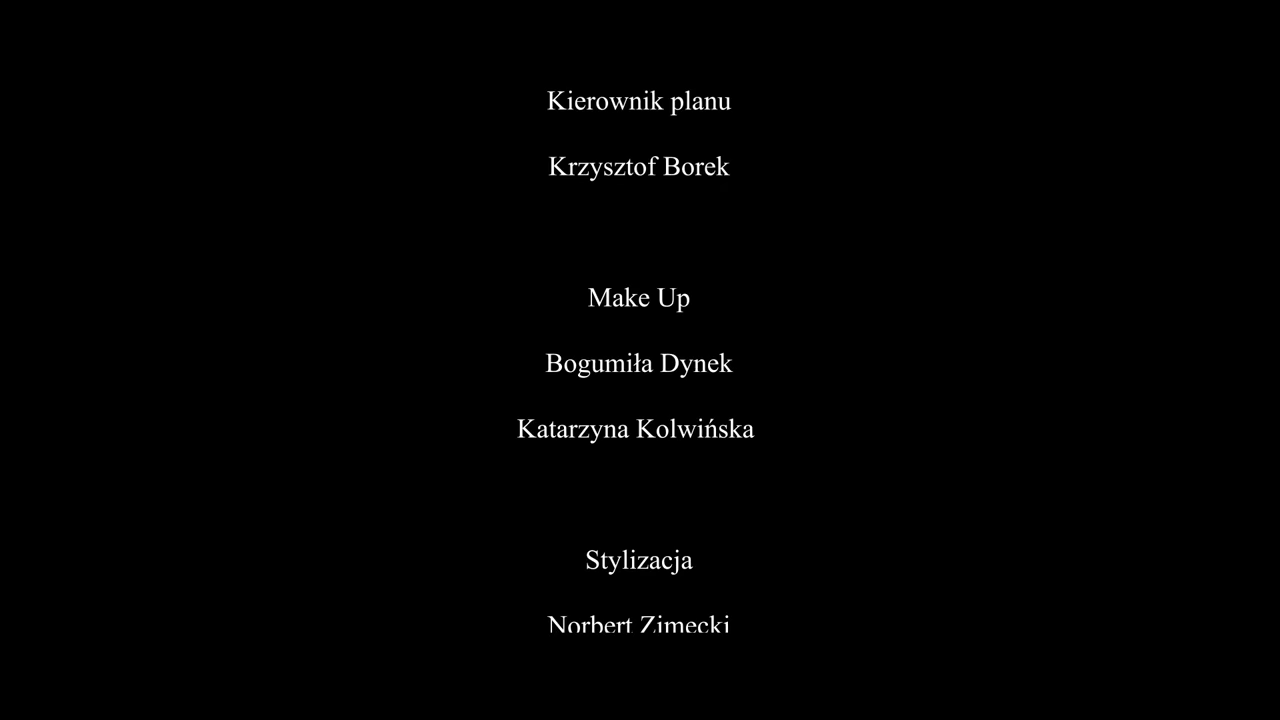 Kierownik planu
Krzysztof Borek
Make Up
Bogumiła Dynek
Katarzyna Kolwińska
Stylizacja
Norbert Zimecki